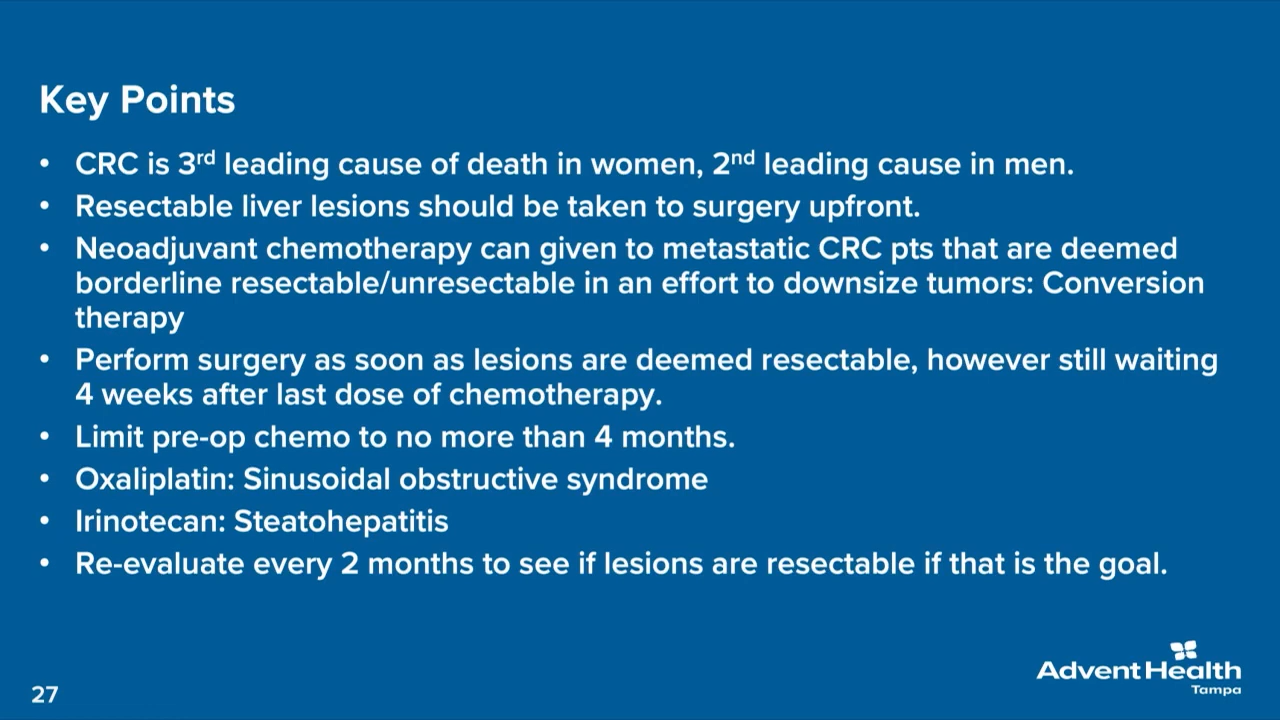 Key Points
• CRC is 3rd leading cause of death in women, 2nd leading cause in men.
• Resectable liver lesions should be taken to surgery upfront.
• Neoadjuvant chemotherapy can given to metastatic CRC pts that are deemed
borderline resectable/unresectable in an effort to downsize tumors: Conversion
therapy
• Perform surgery as soon as lesions are deemed resectable, however still waiting
4 weeks after last dose of chemotherapy.
• Limit pre-op chemo to no more than 4 months.
• Oxaliplatin: Sinusoidal obstructive syndrome
• Irinotecan: Steatohepatitis
• Re-evaluate every 2 months to see if lesions are resectable if that is the goal.
AdventHealth
Tampa
27